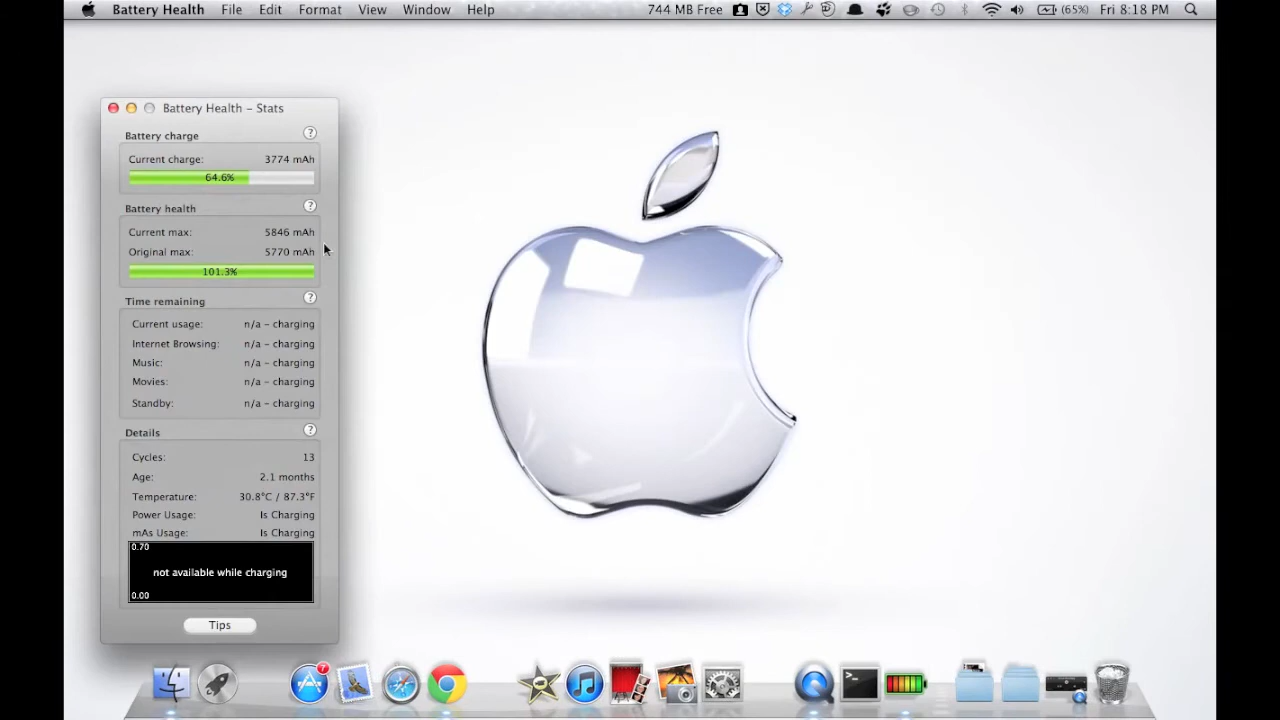 Battery Health File Edit Format View Window Help 744 MB Free (65%) Fri 8:18 PM
Battery Health – Stats
Battery charge ?
Current charge: 3774 mAh
64.6%
Battery health ?
Current max: 5846 mAh
Original max: 5770 mAh
101.3%
Time remaining ?
Current usage: n/a – charging
Internet Browsing: n/a – charging
Music: n/a – charging
Movies: n/a – charging
Standby: n/a – charging
Details ?
Cycles: 13
Age: 2.1 months
Temperature: 30.8°C / 87.3°F
Power Usage: Is Charging
mAs Usage: Is Charging
0.70
not available while charging
0.00
Tips
7
>_